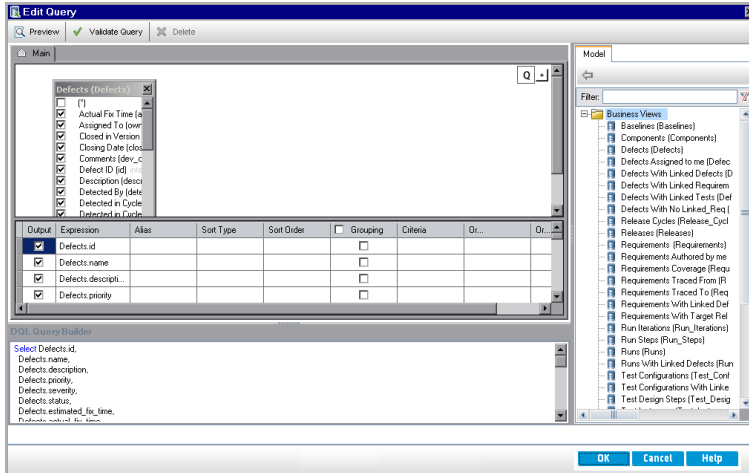 Edit Query
Preview Validate Query Delete
Main
Q +
Defects (Defects)
(*)
Actual Fix Time (a
Assigned To (own
Closed in Version
Closing Date (clos
Comments (dev_c
Defect ID (id)
Description (descr
Detected By (dete
Detected in Cycle
Detected in Cycle
Output Expression Alias Sort Type Sort Order Grouping Criteria Or... Or...
Defects.id
Defects.name
Defects.descripti...
Defects.priority
DQL Query Builder
Select Defects.id,
Defects.name,
Defects.description,
Defects.priority,
Defects.severity,
Defects.status,
Defects.estimated_fix_time,
Defects.actual_fix_time
Model
Filter:
Business Views
Baselines (Baselines)
Components (Components)
Defects (Defects)
Defects Assigned to me (Defec
Defects With Linked Defects (D
Defects With Linked Requirem
Defects With Linked Tests (Def
Defects With No Linked_Req (
Release Cycles (Release_Cycl
Releases (Releases)
Requirements (Requirements)
Requirements Authored by me
Requirements Coverage (Requ
Requirements Traced From (R
Requirements Traced To (Req
Requirements With Linked Def
Requirements With Target Rel
Run Iterations (Run_Iterations)
Run Steps (Run_Steps)
Runs (Runs)
Runs With Linked Defects (Run
Test Configurations (Test_Conf
Test Configurations With Linke
Test Design Steps (Test_Desig
OK Cancel Help